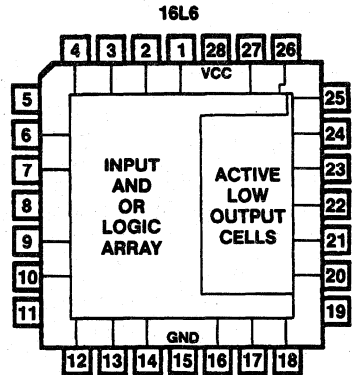 16L6
4 3 2 1 28 27 26
VCC
5 25
6 24
7 23
8 22
9 21
10 20
11 19
INPUT
AND
OR
LOGIC
ARRAY
ACTIVE
LOW
OUTPUT
CELLS
GND
12 13 14 15 16 17 18